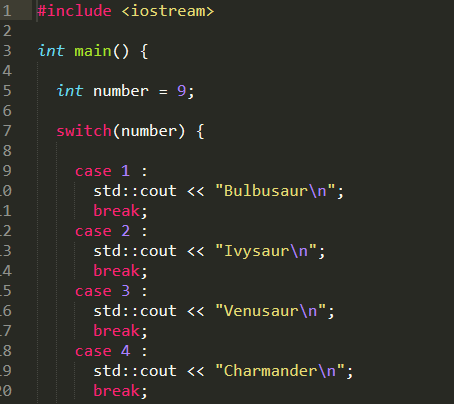 1 #include <iostream>
2
3 int main() {
4
5 int number = 9;
6
7 switch(number) {
8
9 case 1 :
10 std::cout << "Bulbusaur\n";
11 break;
12 case 2 :
13 std::cout << "Ivysaur\n";
14 break;
15 case 3 :
16 std::cout << "Venusaur\n";
17 break;
18 case 4 :
19 std::cout << "Charmander\n";
20 break;